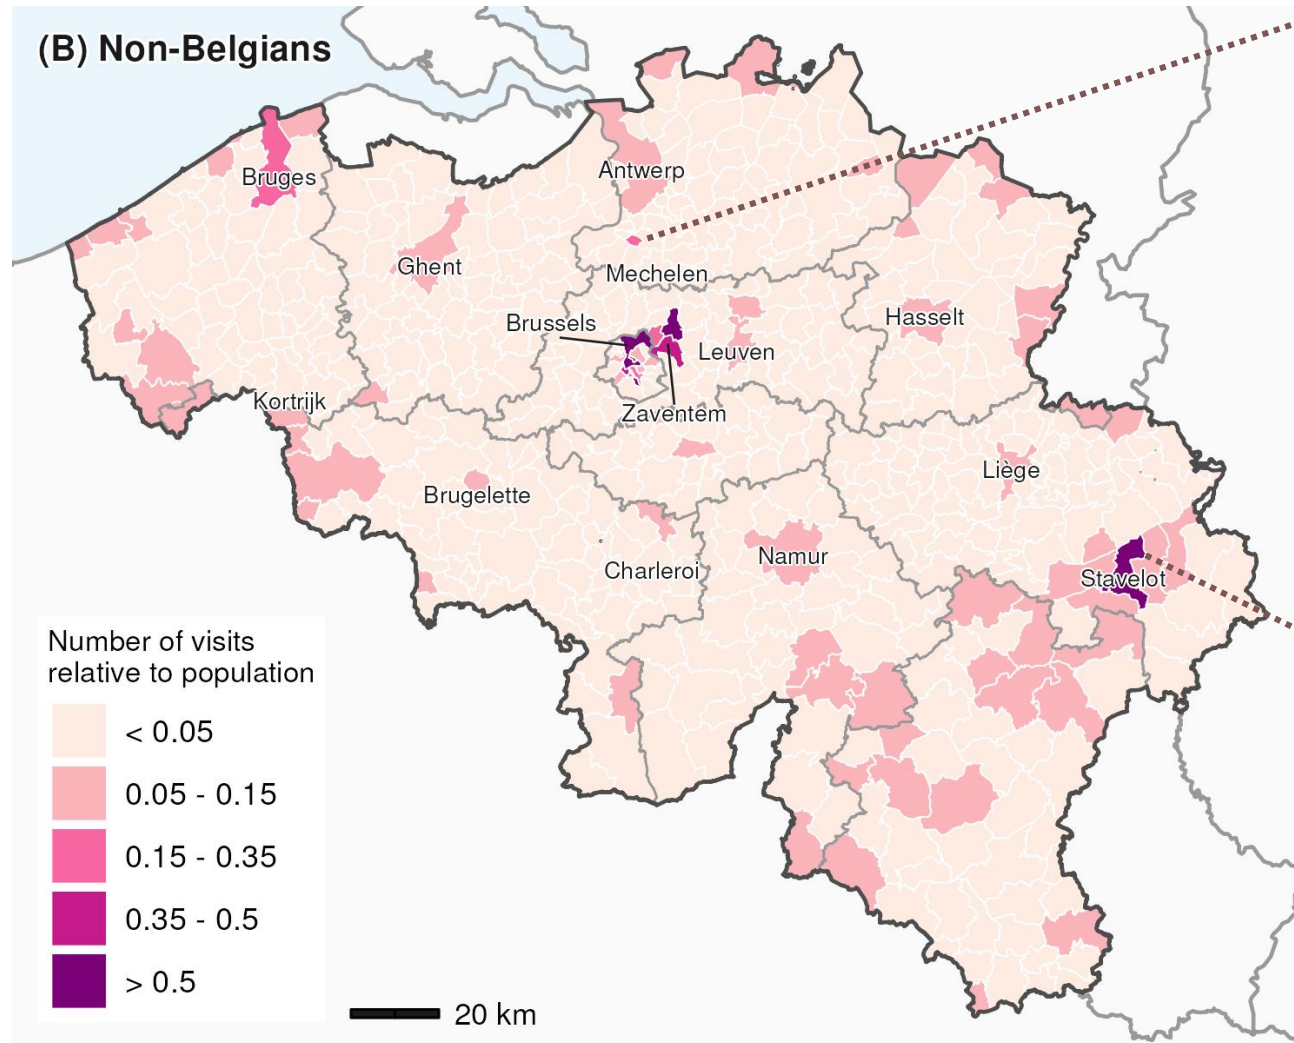 (B) Non-Belgians
Bruges
Antwerp
Ghent
Mechelen
Brussels
Hasselt
Leuven
Kortrijk
Zaventem
Liège
Brugelette
Namur
Charleroi
Stavelot
Number of visits
relative to population
< 0.05
0.05 - 0.15
0.15 - 0.35
0.35 - 0.5
> 0.5
20 km